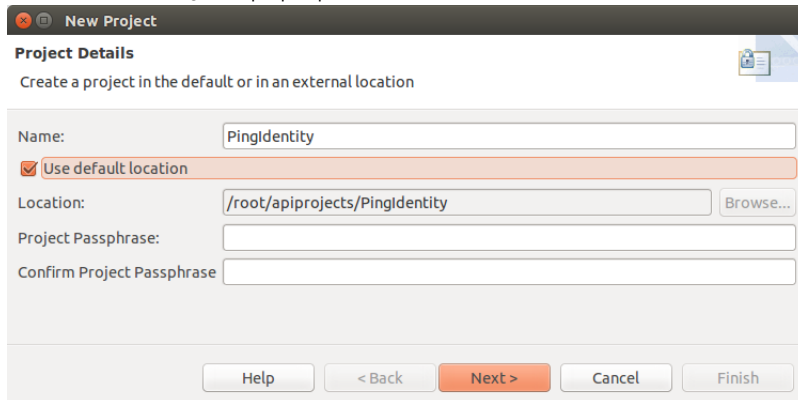 New Project
Project Details
Create a project in the default or in an external location
Name: PingIdentity
Use default location
Location: /root/apiprojects/PingIdentity Browse...
Project Passphrase:
Confirm Project Passphrase
Help < Back Next > Cancel Finish